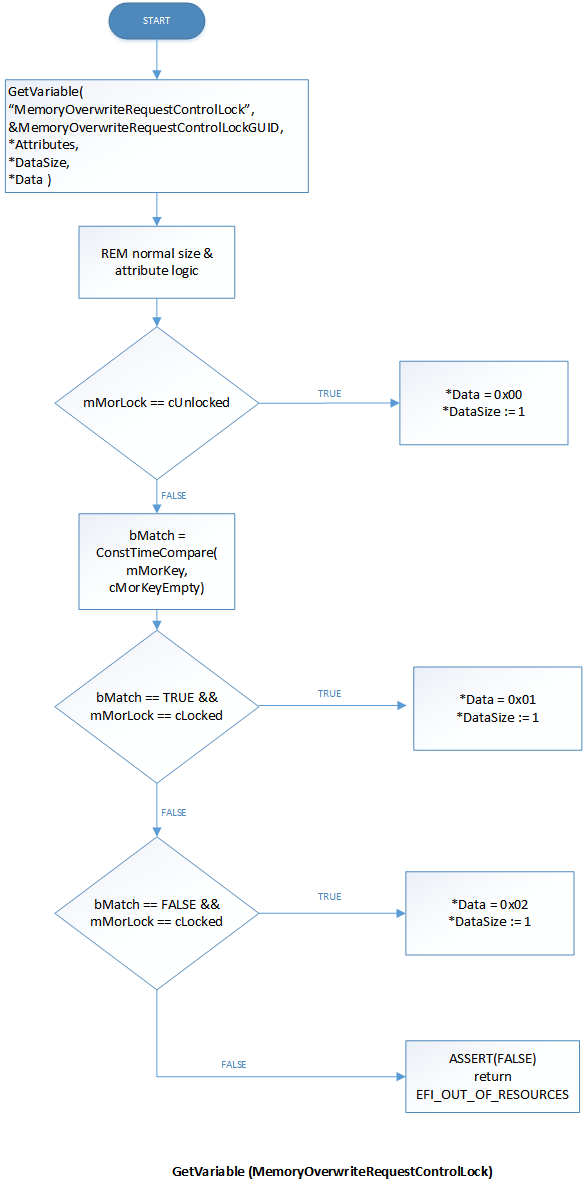 START
GetVariable(
“MemoryOverwriteRequestControlLock”,
&MemoryOverwriteRequestControlLockGUID,
*Attributes,
*DataSize,
*Data )
REM normal size &
attribute logic
mMorLock == cUnlocked
TRUE
*Data = 0x00
*DataSize := 1
FALSE
bMatch =
ConstTimeCompare(
mMorKey,
cMorKeyEmpty)
bMatch == TRUE &&
mMorLock == cLocked
TRUE
*Data = 0x01
*DataSize := 1
FALSE
bMatch == FALSE &&
mMorLock == cLocked
TRUE
*Data = 0x02
*DataSize := 1
FALSE
ASSERT(FALSE)
return
EFI_OUT_OF_RESOURCES
GetVariable (MemoryOverwriteRequestControlLock)